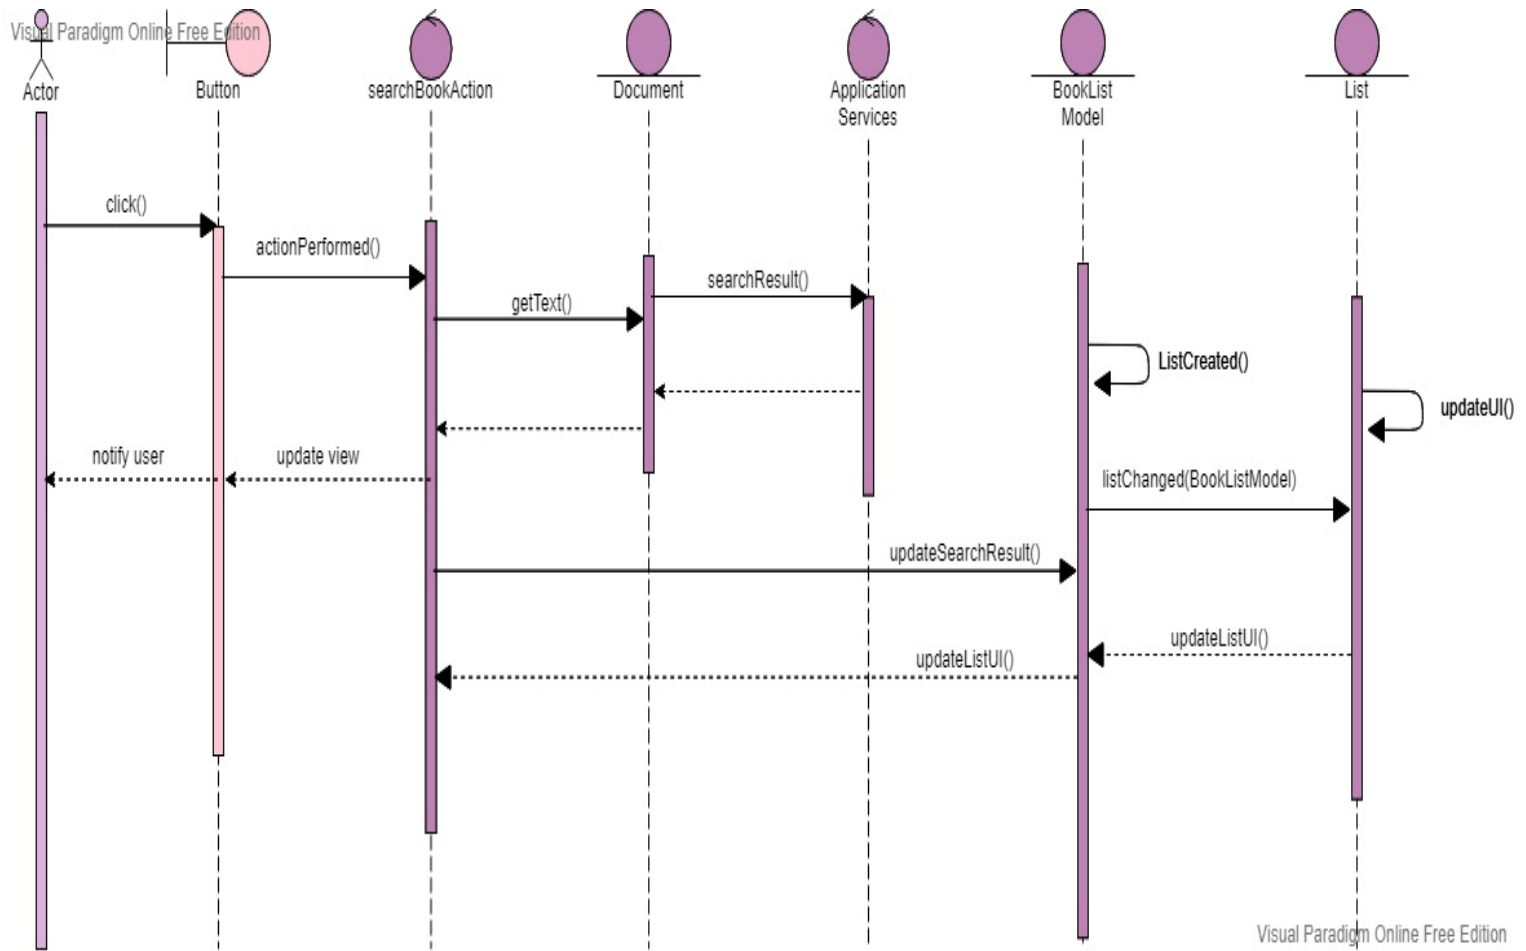 Visual Paradigm Online Free Edition
Actor
Button
searchBookAction
Document
Application
Services
BookList
Model
List
click()
actionPerformed()
searchResult()
getText()
ListCreated()
updateUI()
notify user
update view
listChanged(BookListModel)
updateSearchResult()
updateListUI()
updateListUI()
Visual Paradigm Online Free Edition